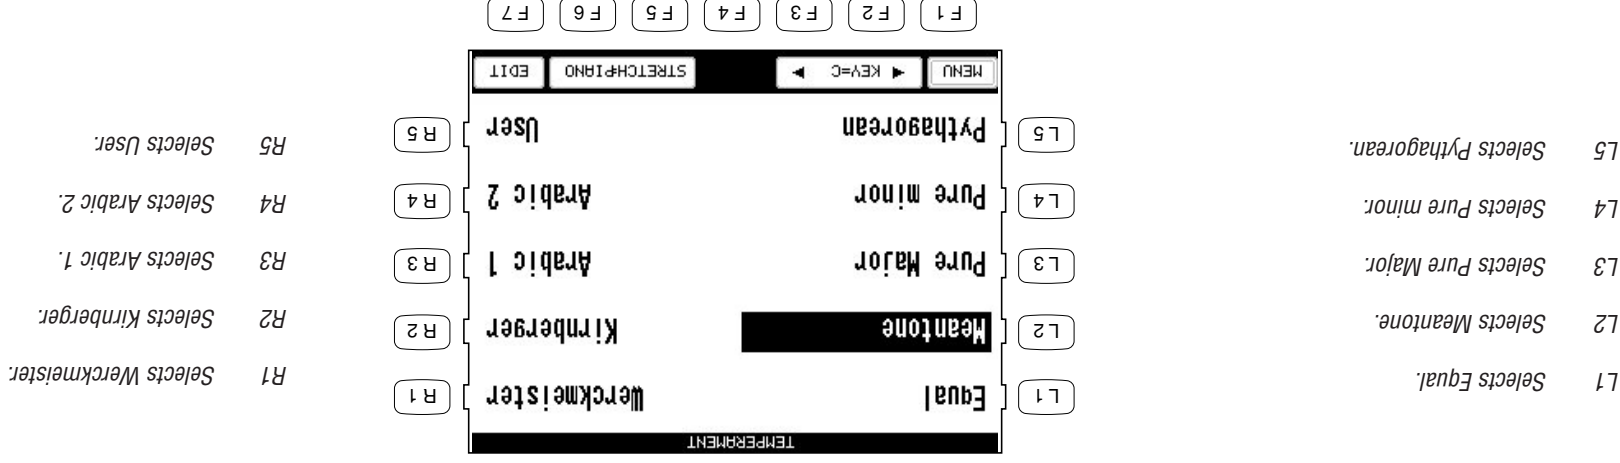 TEMPERAMENT
L1 Selects Equal.
L2 Selects Meantone.
L3 Selects Pure Major.
L4 Selects Pure minor.
L5 Selects Pythagorean.
L1 Equal Werckmeister R1
L2 Meantone Kirnberger R2
L3 Pure Major Arabic 1 R3
L4 Pure minor Arabic 2 R4
L5 Pythagorean User R5
MENU ◀ KEY=C ▶ STRETCH≠PIANO EDIT
F1 F2 F3 F4 F5 F6 F7
R1 Selects Werckmeister.
R2 Selects Kirnberger.
R3 Selects Arabic 1.
R4 Selects Arabic 2.
R5 Selects User.